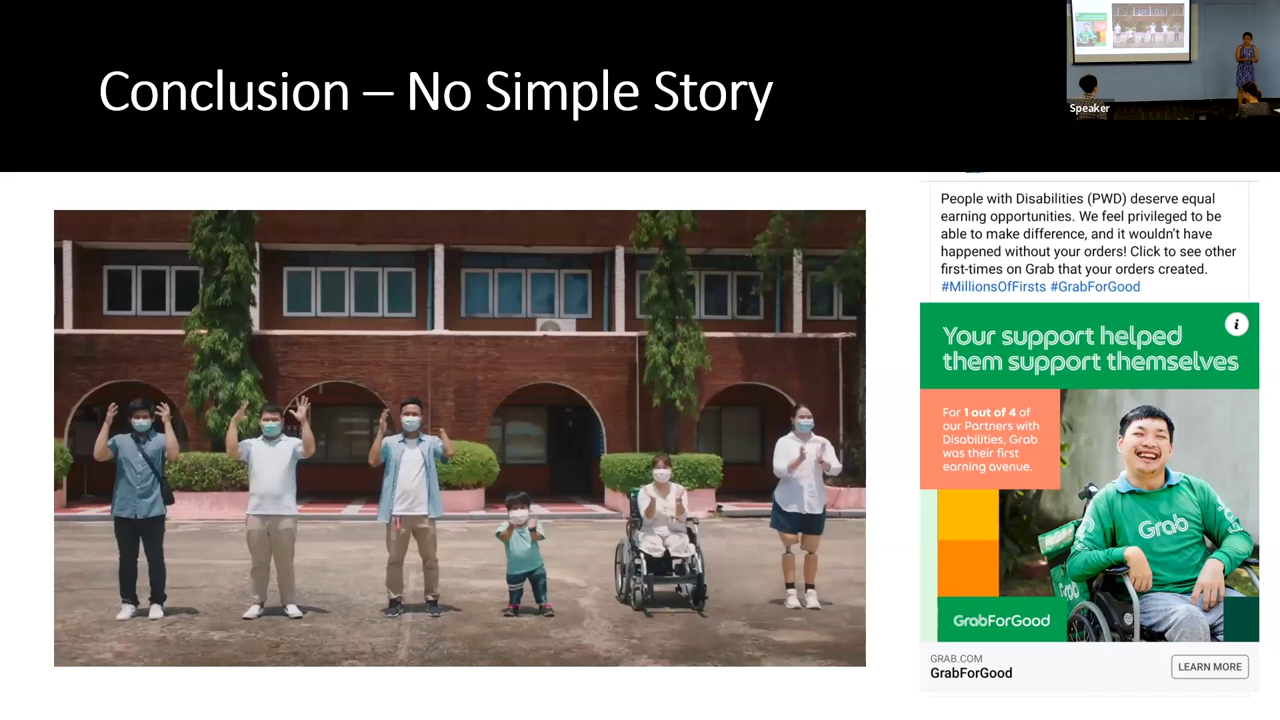 Conclusion – No Simple Story
Speaker
People with Disabilities (PWD) deserve equal
earning opportunities. We feel privileged to be
able to make difference, and it wouldn't have
happened without your orders! Click to see other
first-times on Grab that your orders created.
#MillionsOfFirsts #GrabForGood
Your support helped
them support themselves
i
For 1 out of 4 of
our Partners with
Disabilities, Grab
was their first
earning avenue.
Grab
Grab
GrabForGood
GRAB.COM
GrabForGood
LEARN MORE